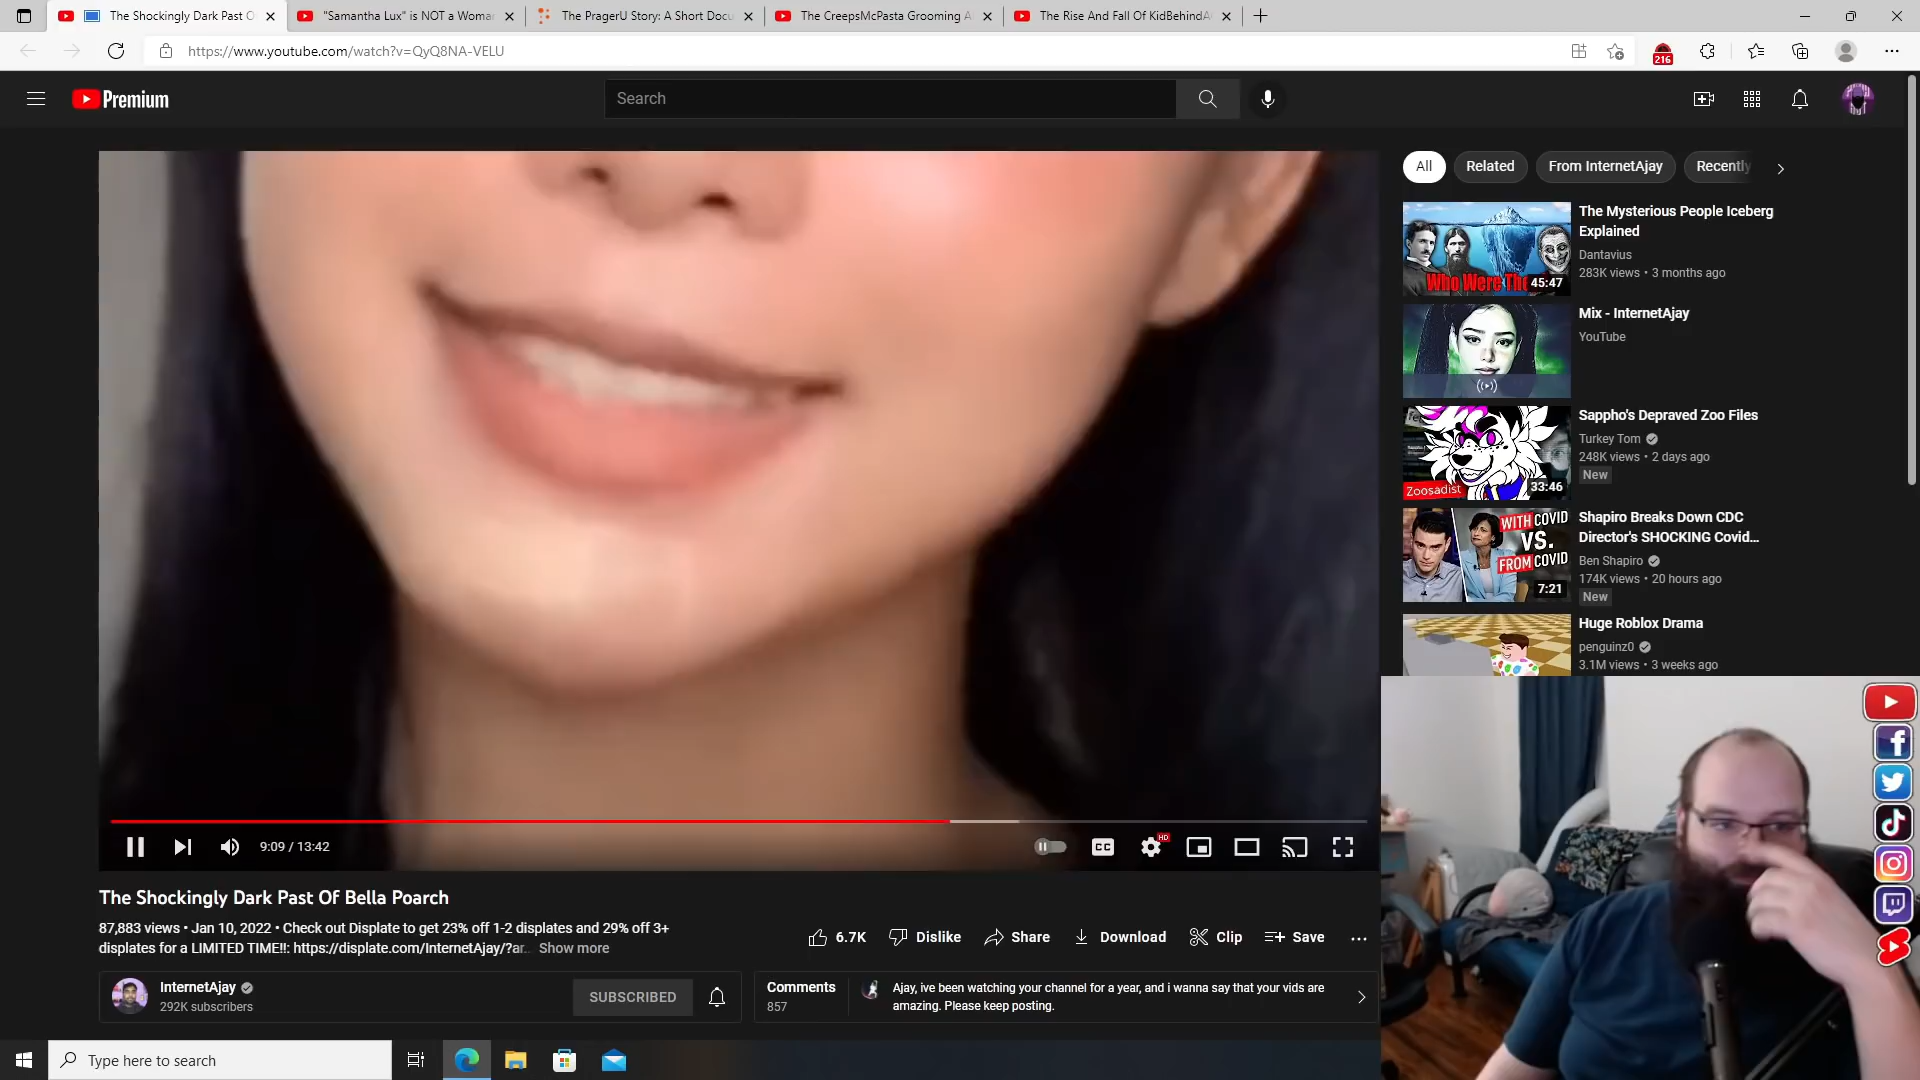 The Shockingly Dark Past O
"Samantha Lux" is NOT a Woma
The PragerU Story: A Short Docu
The CreepsMcPasta Grooming A
The Rise And Fall Of KidBehindA
https://www.youtube.com/watch?v=QyQ8NA-VELU
216
Premium
Search
All
Related
From InternetAjay
Recently
The Mysterious People Iceberg
Explained
Dantavius
283K views • 3 months ago
45:47
Mix - InternetAjay
YouTube
Sappho's Depraved Zoo Files
Turkey Tom
248K views • 2 days ago
New
Zoosadist
33:46
Shapiro Breaks Down CDC
Director's SHOCKING Covid...
Ben Shapiro
174K views • 20 hours ago
New
WITH COVID
VS.
FROM COVID
7:21
Huge Roblox Drama
penguinz0
3.1M views • 3 weeks ago
9:09 / 13:42
CC
HD
The Shockingly Dark Past Of Bella Poarch
87,883 views • Jan 10, 2022 • Check out Displate to get 23% off 1-2 displates and 29% off 3+
displates for a LIMITED TIME!!: https://displate.com/InternetAjay/?ar... Show more
6.7K
Dislike
Share
Download
Clip
Save
InternetAjay
292K subscribers
SUBSCRIBED
Comments
857
Ajay, ive been watching your channel for a year, and i wanna say that your vids are
amazing. Please keep posting.
Type here to search